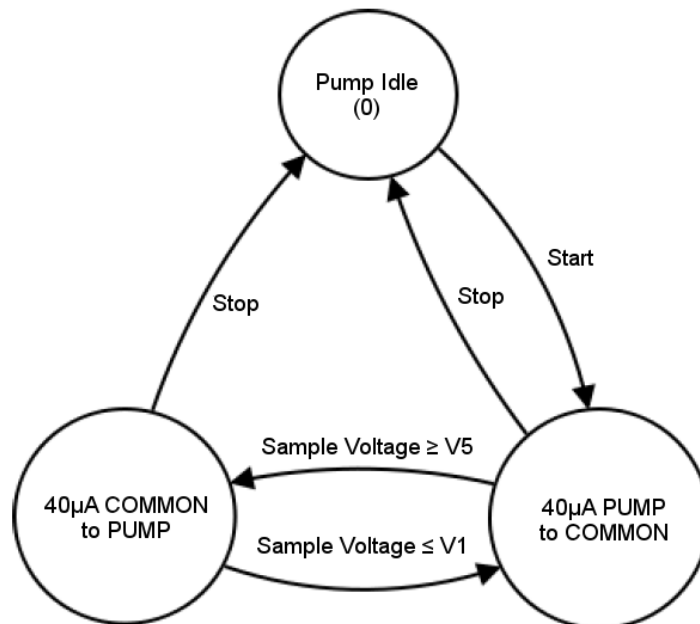 Pump Idle
(0)
Start
Stop
Stop
Sample Voltage ≥ V5
40µA COMMON
to PUMP
40µA PUMP
to COMMON
Sample Voltage ≤ V1